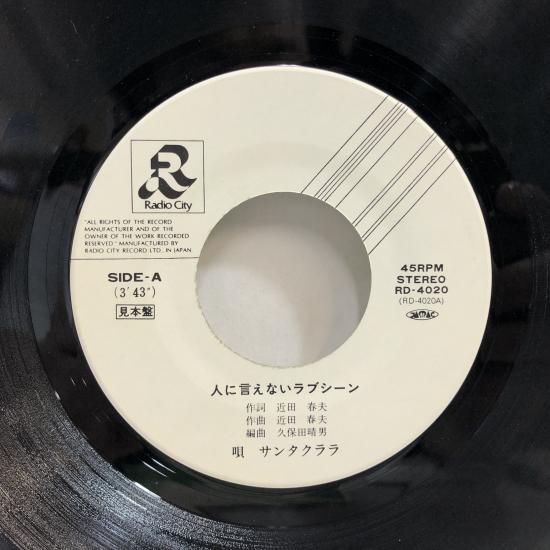 Radio City
"ALL RIGHTS OF THE RECORD
MANUFACTURER AND OF THE
OWNER OF THE WORK RECORDED
RESERVED" MANUFACTURED BY
RADIO CITY RECORD LTD., IN JAPAN.
SIDE-A
(3'43")
見本盤
45RPM
STEREO
RD-4020
(RD-4020A)
人に言えないラブシーン
作詞 近田 春夫
作曲 近田 春夫
編曲 久保田晴男
唄 サンタクララ